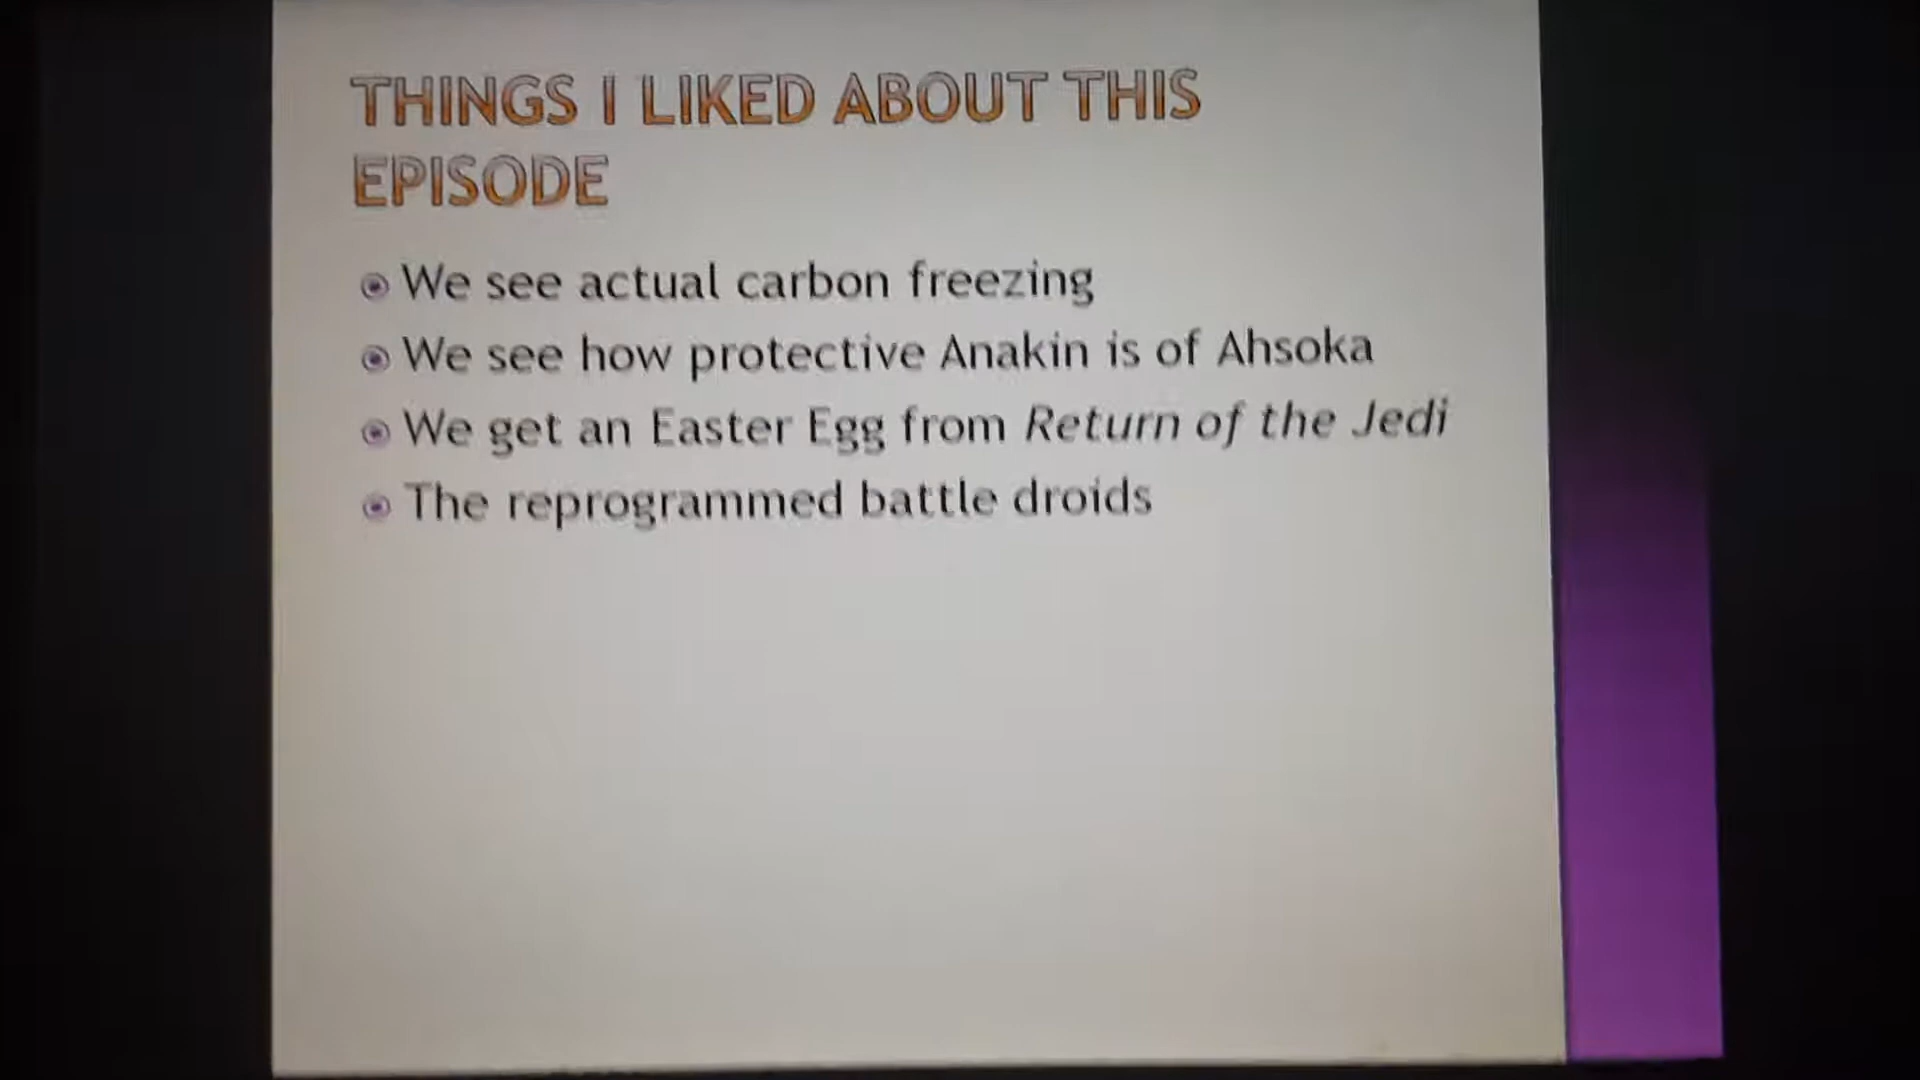 THINGS I LIKED ABOUT THIS
EPISODE
We see actual carbon freezing
We see how protective Anakin is of Ahsoka
We get an Easter Egg from Return of the Jedi
The reprogrammed battle droids